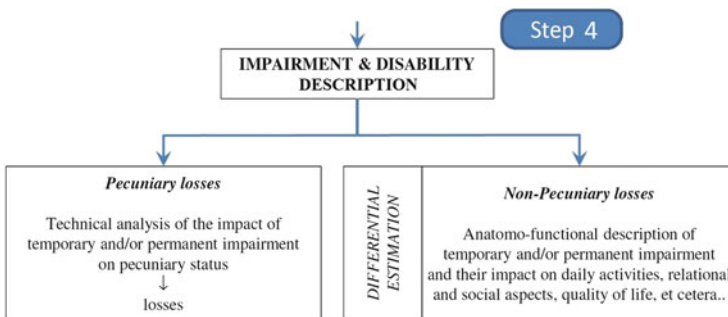 Step 4
IMPAIRMENT & DISABILITY
DESCRIPTION
Pecuniary losses
Technical analysis of the impact of
temporary and/or permanent impairment
on pecuniary status
↓
losses
DIFFERENTIAL
ESTIMATION
Non-Pecuniary losses
Anatomo-functional description of
temporary and/or permanent impairment
and their impact on daily activities, relational
and social aspects, quality of life, et cetera..